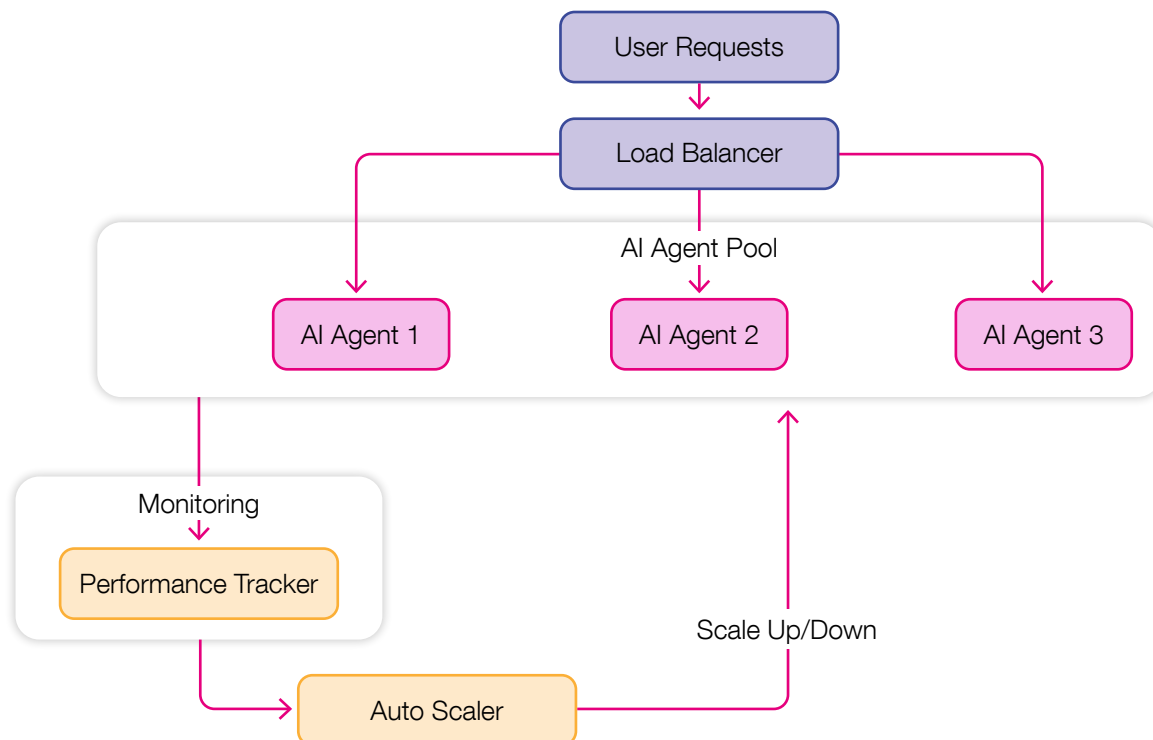 User Requests
Load Balancer
AI Agent Pool
AI Agent 1
AI Agent 2
AI Agent 3
Monitoring
Performance Tracker
Scale Up/Down
Auto Scaler